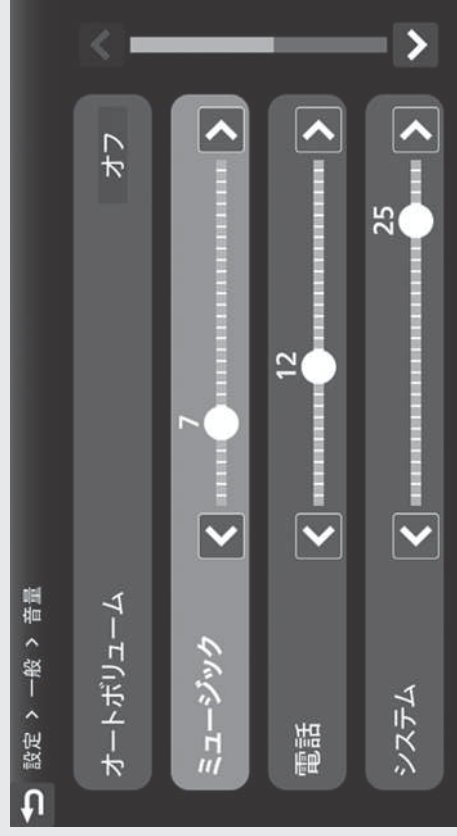 設定 > 一般 > 音量
オートボリューム オフ
ミュージック 7
電話 12
システム 25